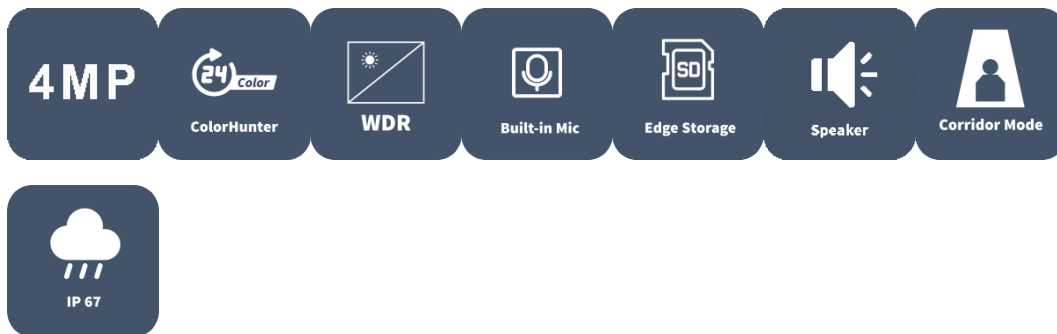 4MP
24 Color
ColorHunter
WDR
Built-in Mic
SD
Edge Storage
Speaker
Corridor Mode
IP 67